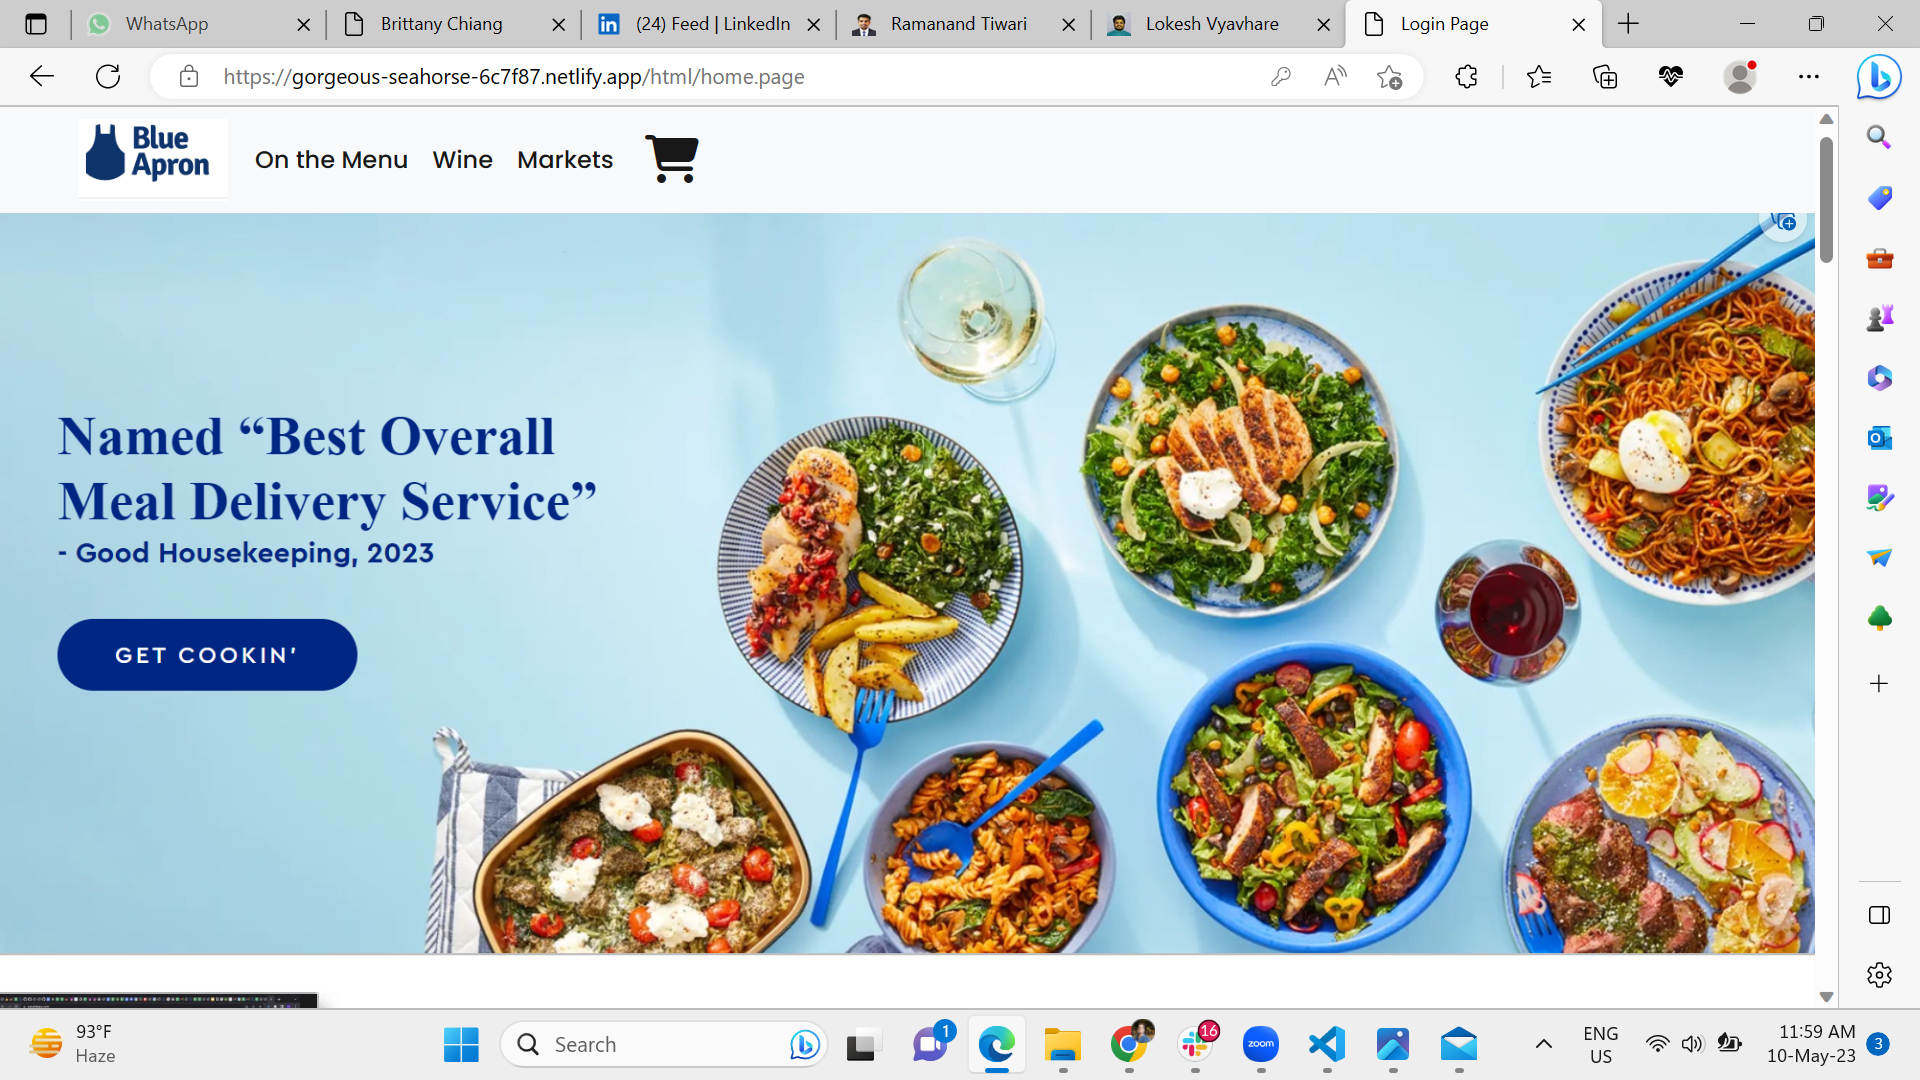 WhatsApp
Brittany Chiang
(24) Feed | LinkedIn
Ramanand Tiwari
Lokesh Vyavhare
Login Page
https://gorgeous-seahorse-6c7f87.netlify.app/html/home.page
Blue
Apron
On the Menu
Wine
Markets
Named “Best Overall
Meal Delivery Service”
- Good Housekeeping, 2023
GET COOKIN'
93°F
Haze
Search
1
16
zoom
ENG
US
11:59 AM
10-May-23
3